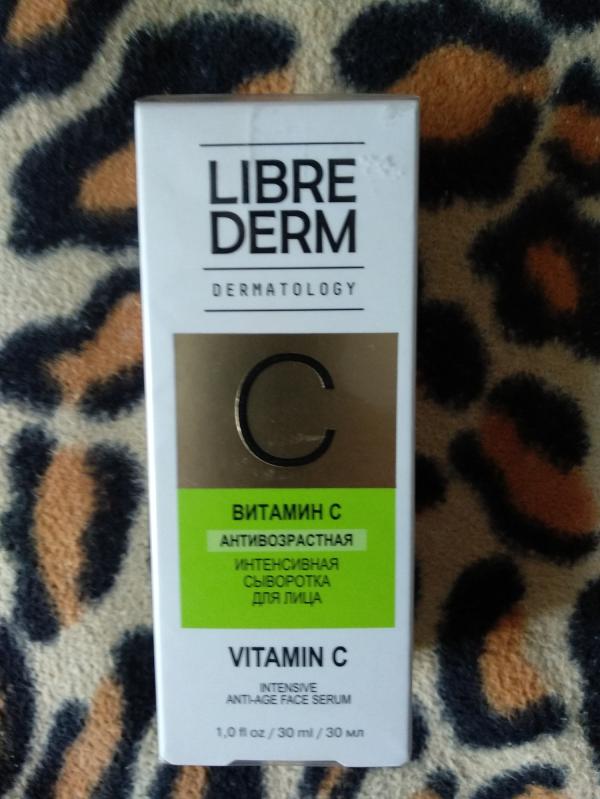 LIBRE
DERM
DERMATOLOGY
C
ВИТАМИН С
АНТИВОЗРАСТНАЯ
ИНТЕНСИВНАЯ
СЫВОРОТКА
ДЛЯ ЛИЦА
VITAMIN C
INTENSIVE
ANTI-AGE FACE SERUM
1,0 fl oz / 30 ml / 30 мл